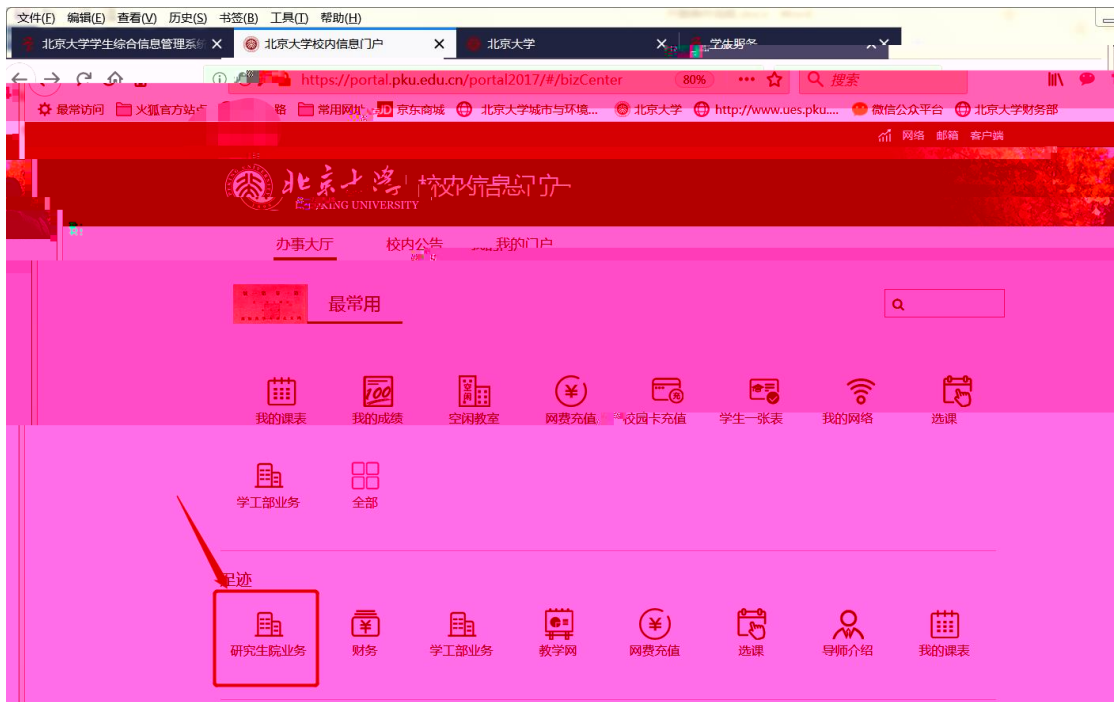 文件(F) 编辑(E) 查看(V) 历史(S) 书签(B) 工具(T) 帮助(H)
北京大学学生综合信息管理系统 北京大学校内信息门户 北京大学
https://portal.pku.edu.cn/portal2017/#/bizCenter 80% 搜索
最常访问 火狐官方站点 常用网址 京东商城 北京大学城市与环境... 北京大学 http://www.ues.pku.... 微信公众平台 北京大学财务部
网络 邮箱 客户端
北京大学 校内信息门户
PEKING UNIVERSITY
办事大厅 校内公告 我的门户
最常用
我的课表 我的成绩 空闲教室 网费充值 校园卡充值 学生一张表 我的网络 选课
学工部业务 全部
足迹
研究生院业务 财务 学工部业务 教学网 网费充值 选课 导师介绍 我的课表